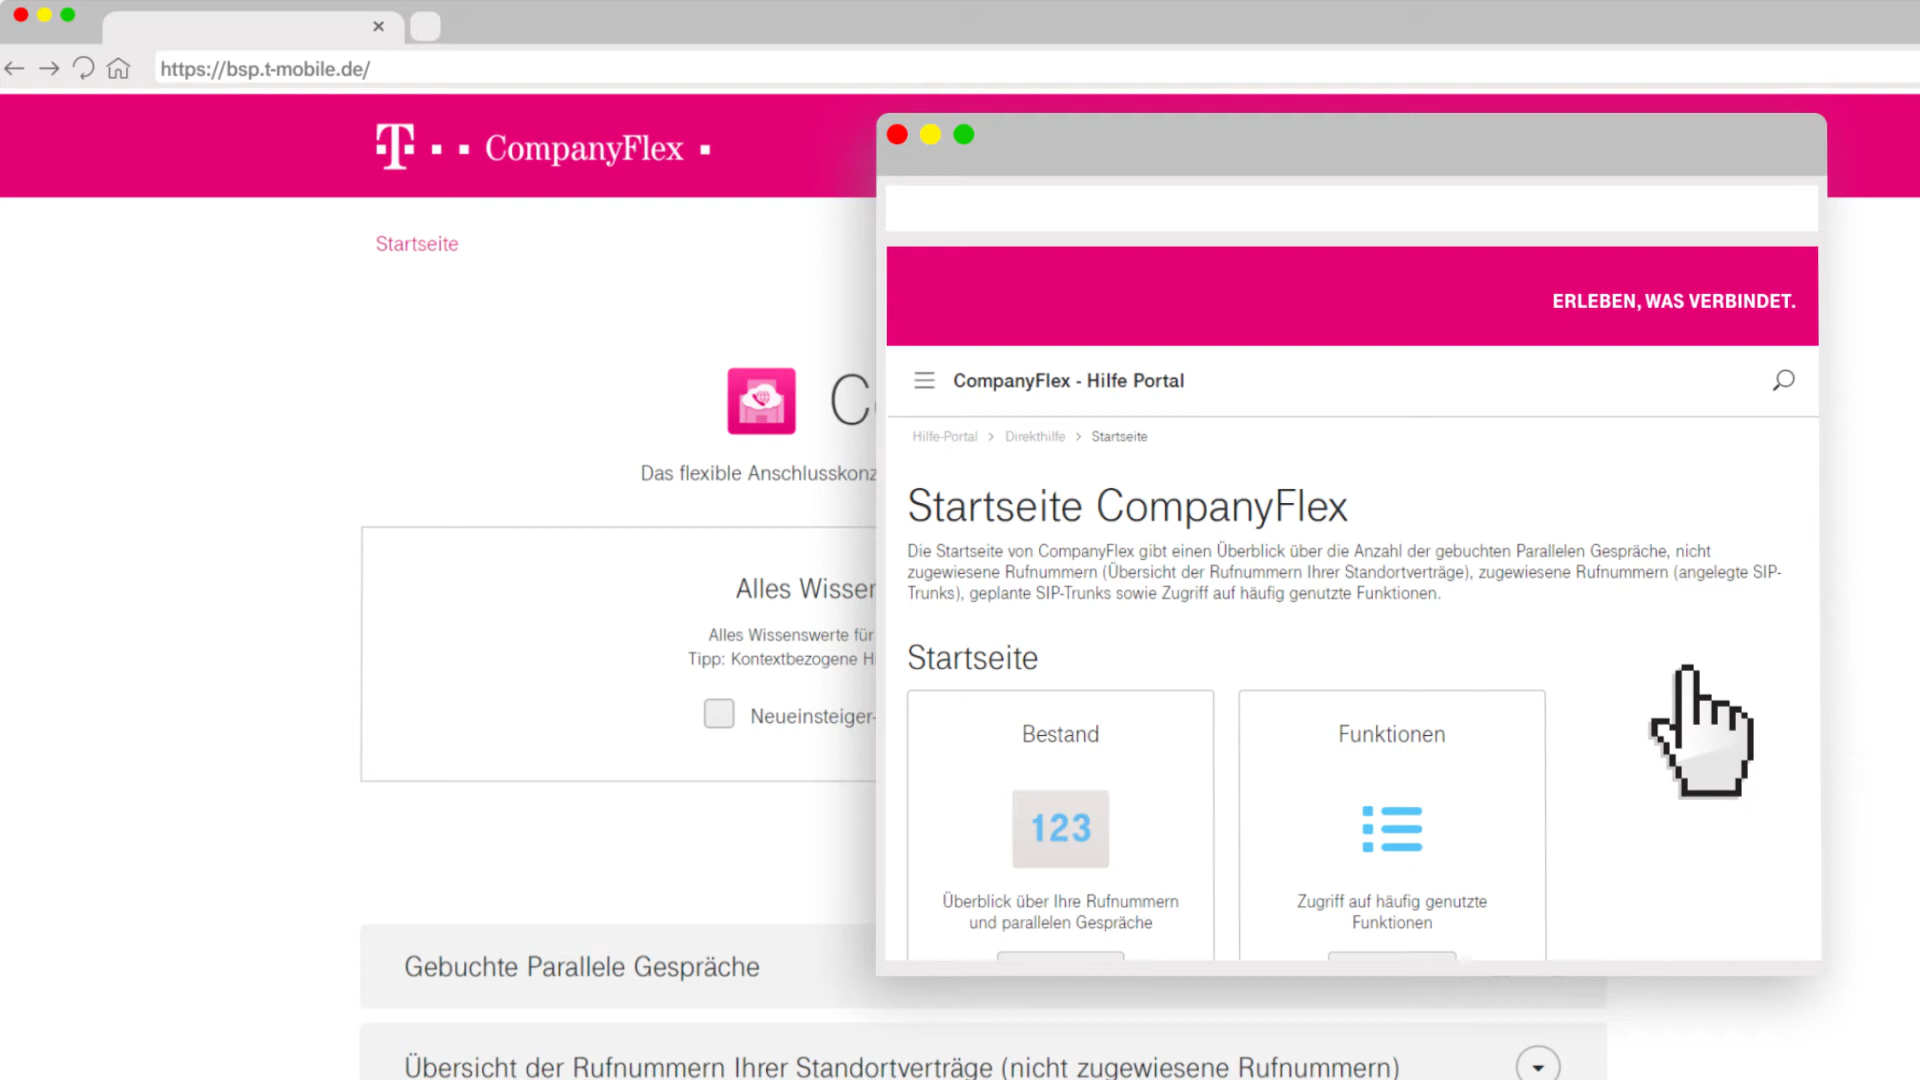 https://bsp.t-mobile.de/
T CompanyFlex
Startseite
Das flexible
Alles
Alles Wissenswerte für
Tipp: Kontextbezogene
ERLEBEN, WAS VERBINDET.
CompanyFlex - Hilfe Portal
Hilfe-Portal > Direkthilfe > Startseite
Startseite CompanyFlex
Die Startseite von CompanyFlex gibt einen Überblick über die Anzahl der gebuchten Parallelen Gespräche, nicht
zugewiesene Rufnummern (Übersicht der Rufnummern Ihrer Standortverträge), zugewiesene Rufnummern (angelegte SIP-
Trunks), geplante SIP-Trunks sowie Zugriff auf häufig genutzte Funktionen.
Startseite
Bestand
123
Überblick über Ihre Rufnummern
und parallelen Gespräche
Funktionen
Zugriff auf häufig genutzte
Funktionen
Neueinsteiger-
Gebuchte Parallele Gespräche
Übersicht der Rufnummern Ihrer Standortverträge (nicht zugewiesene Rufnummern)